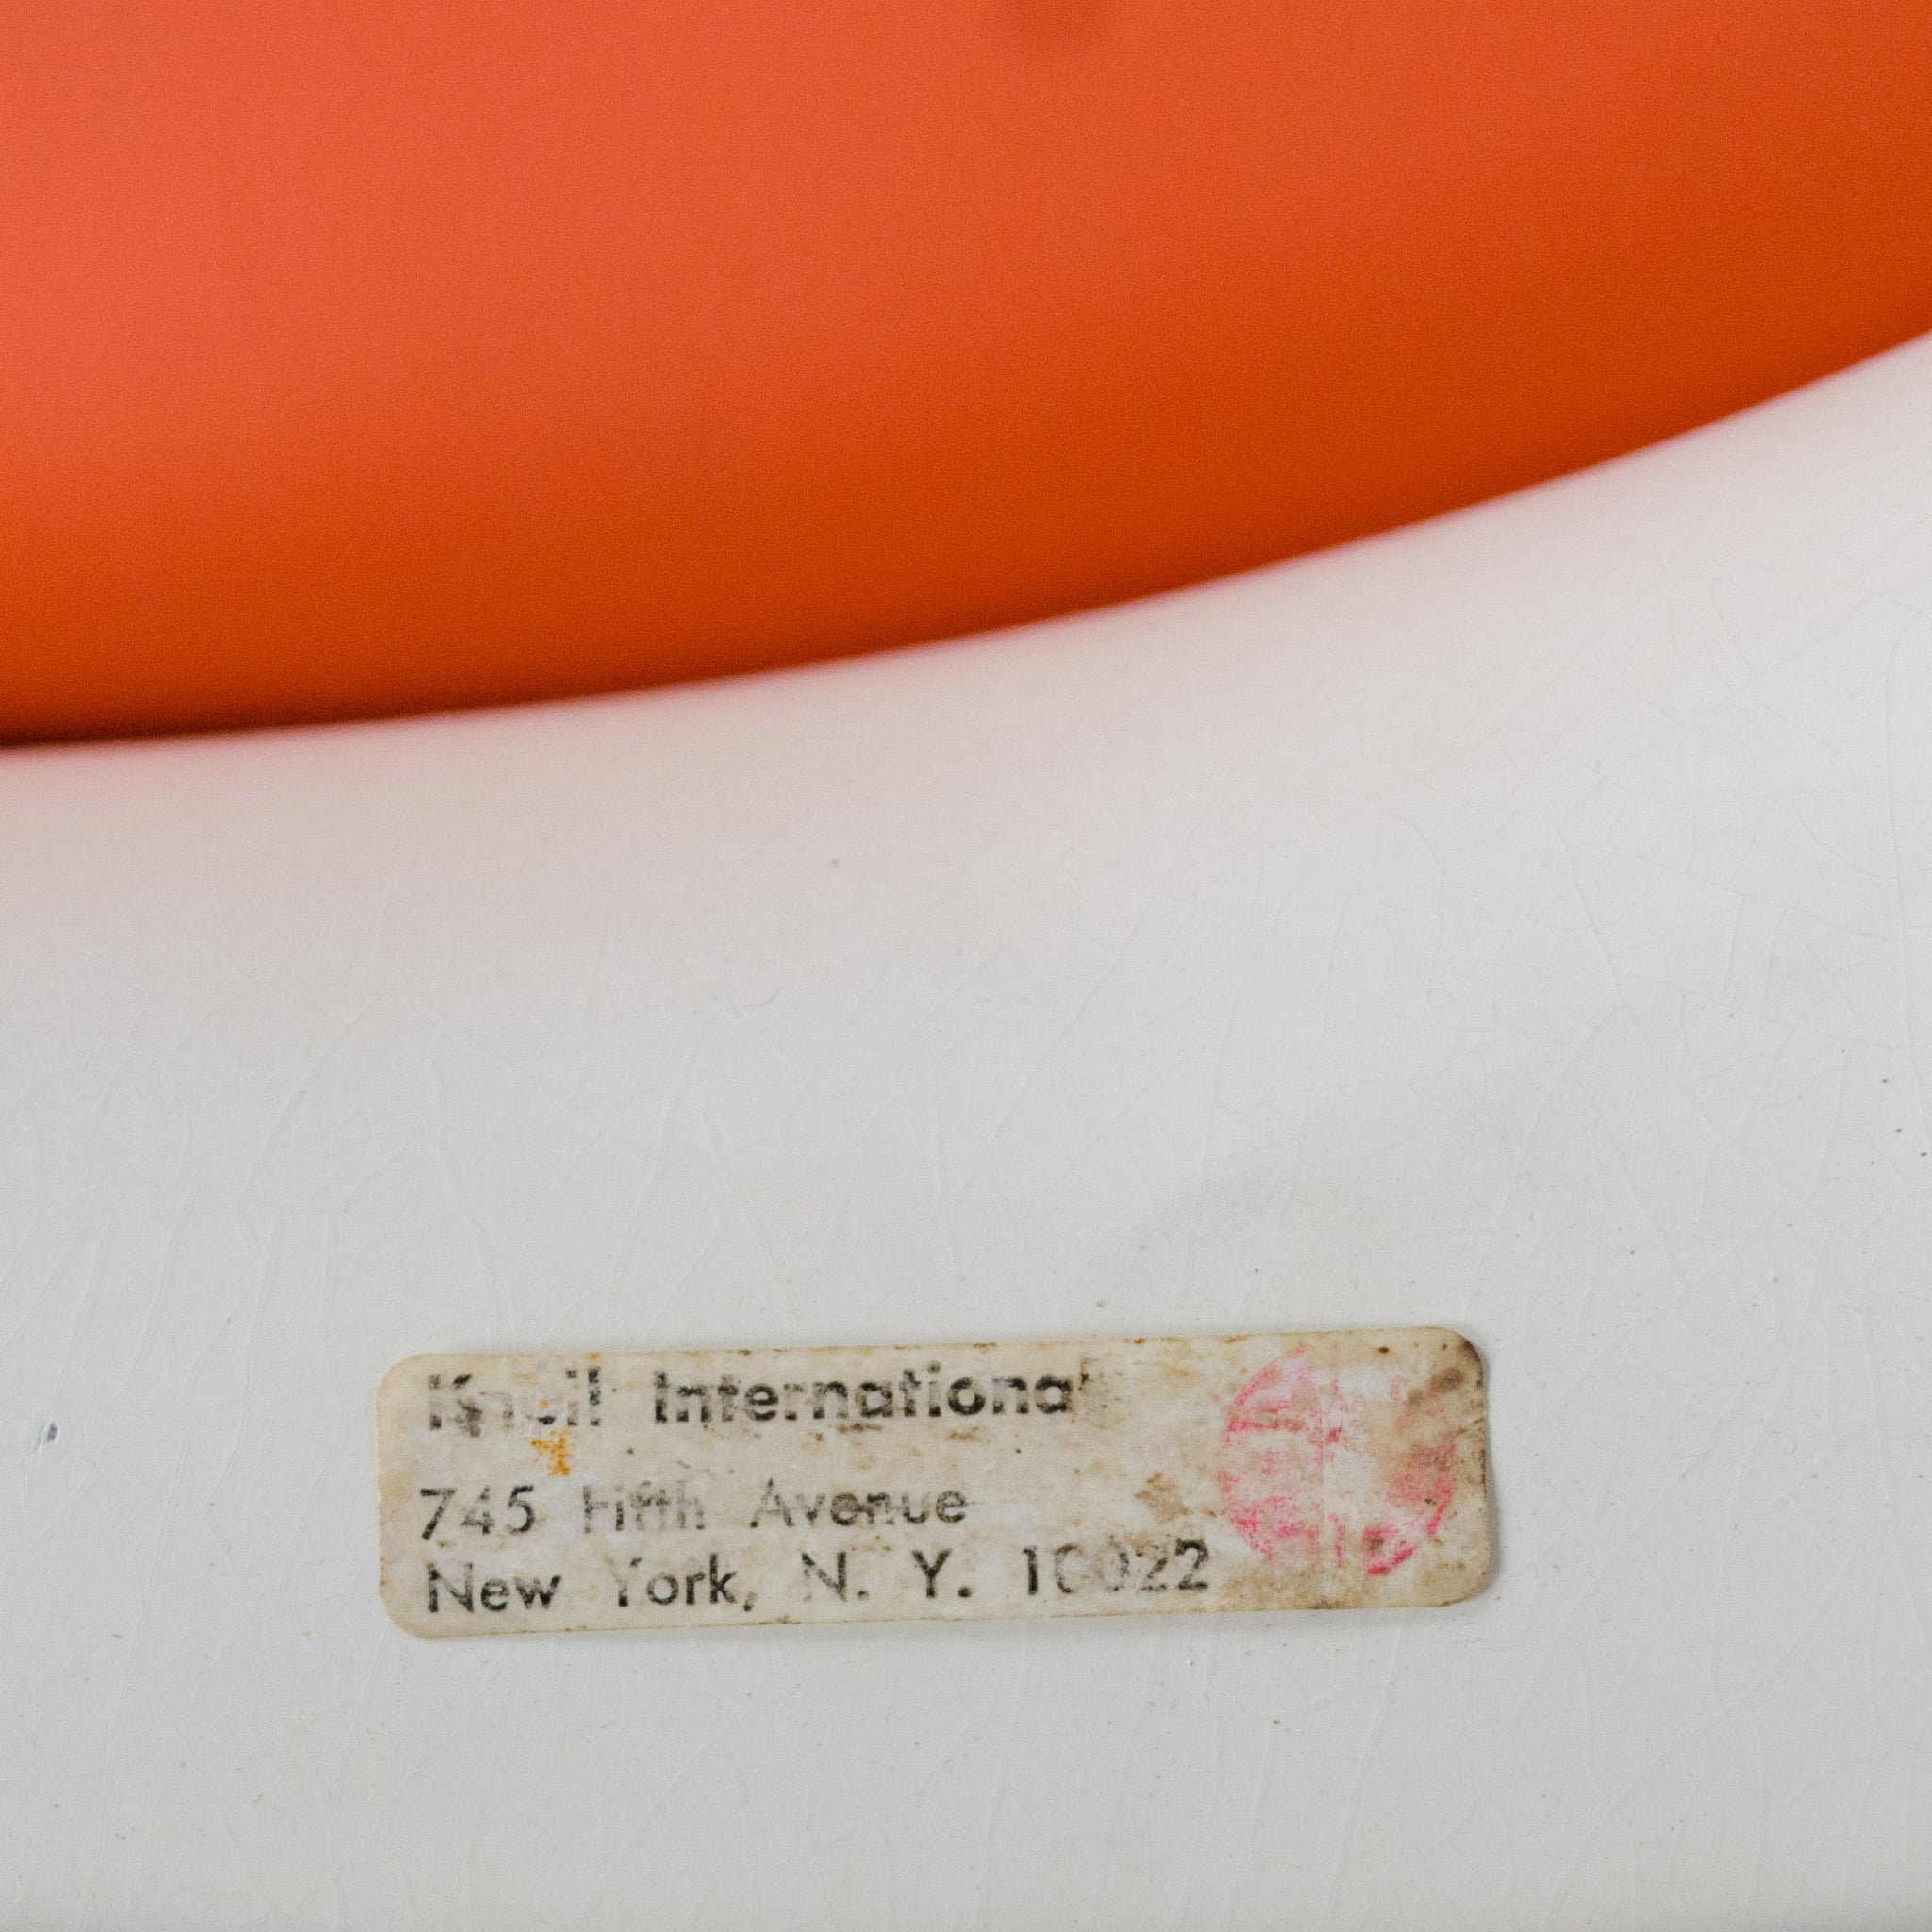 Knoll International
745 Fifth Avenue
New York, N. Y. 10022